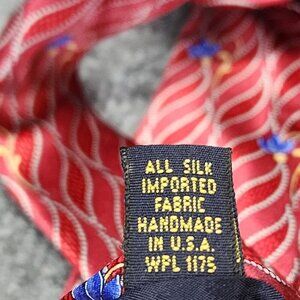 ALL SILK
IMPORTED
FABRIC
HANDMADE
IN U.S.A.
WPL 1175